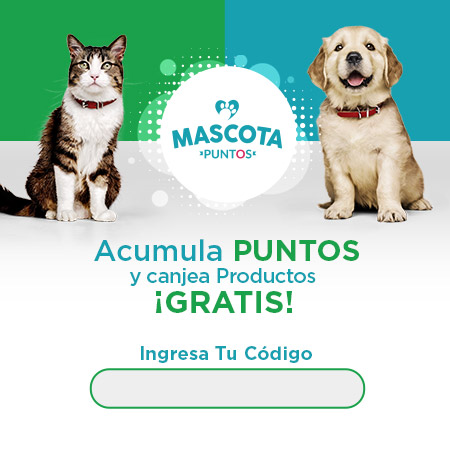 MASCOTA
PUNTOS
Acumula PUNTOS
y canjea Productos
¡GRATIS!
Ingresa Tu Código